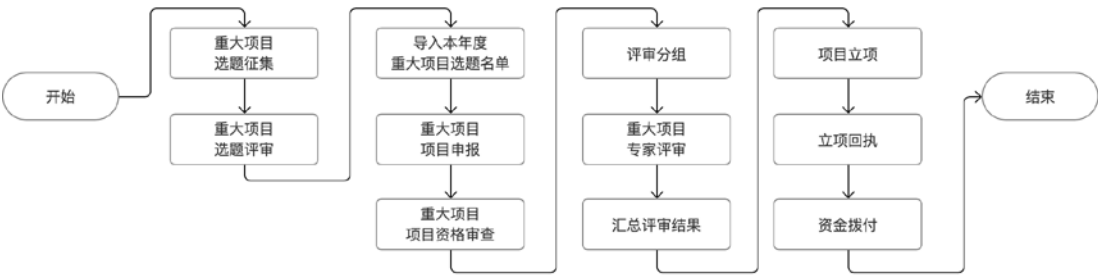 开始
重大项目
选题征集
重大项目
选题评审
导入本年度
重大项目选题名单
重大项目
项目申报
重大项目
项目资格审查
评审分组
重大项目
专家评审
汇总评审结果
项目立项
立项回执
资金拨付
结束